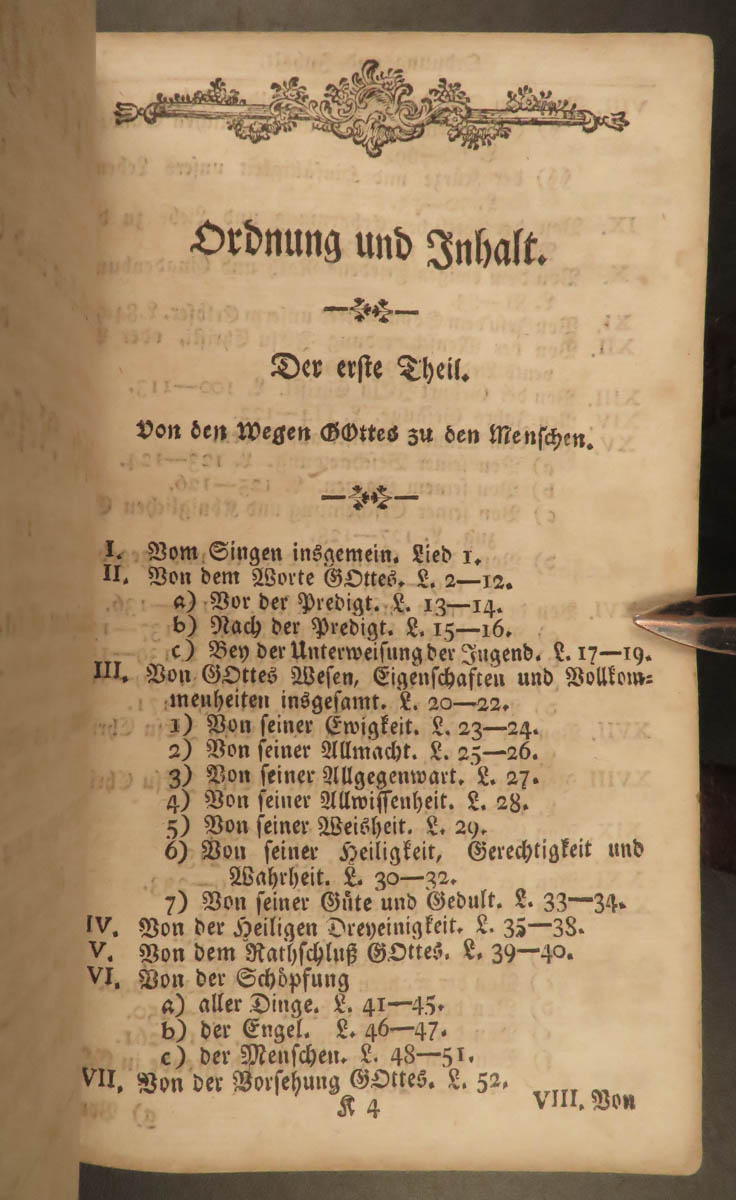 Ordnung und Inhalt.
Der erste Theil.
Von den Wegen GOttes zu den Menschen.
I. Vom Singen insgemein. Lied 1.
II. Von dem Worte GOttes. L. 2—12.
a) Vor der Predigt. L. 13—14.
b) Nach der Predigt. L. 15—16.
c) Bey der Unterweisung der Jugend. L. 17—19.
III. Von GOttes Wesen, Eigenschaften und Vollkom-
menheiten insgesamt. L. 20—22.
1) Von seiner Ewigkeit. L. 23—24.
2) Von seiner Allmacht. L. 25—26.
3) Von seiner Allgegenwart. L. 27.
4) Von seiner Allwissenheit. L. 28.
5) Von seiner Weisheit. L. 29.
6) Von seiner Heiligkeit, Gerechtigkeit und
Wahrheit. L. 30—32.
7) Von seiner Güte und Gedult. L. 33—34.
IV. Von der Heiligen Dreyeinigkeit. L. 35—38.
V. Von dem Rathschluß GOttes. L. 39—40.
VI. Von der Schöpfung
a) aller Dinge. L. 41—45.
b) der Engel. L. 46—47.
c) der Menschen. L. 48—51.
VII. Von der Vorsehung GOttes. L. 52.
K 4 VIII. Von